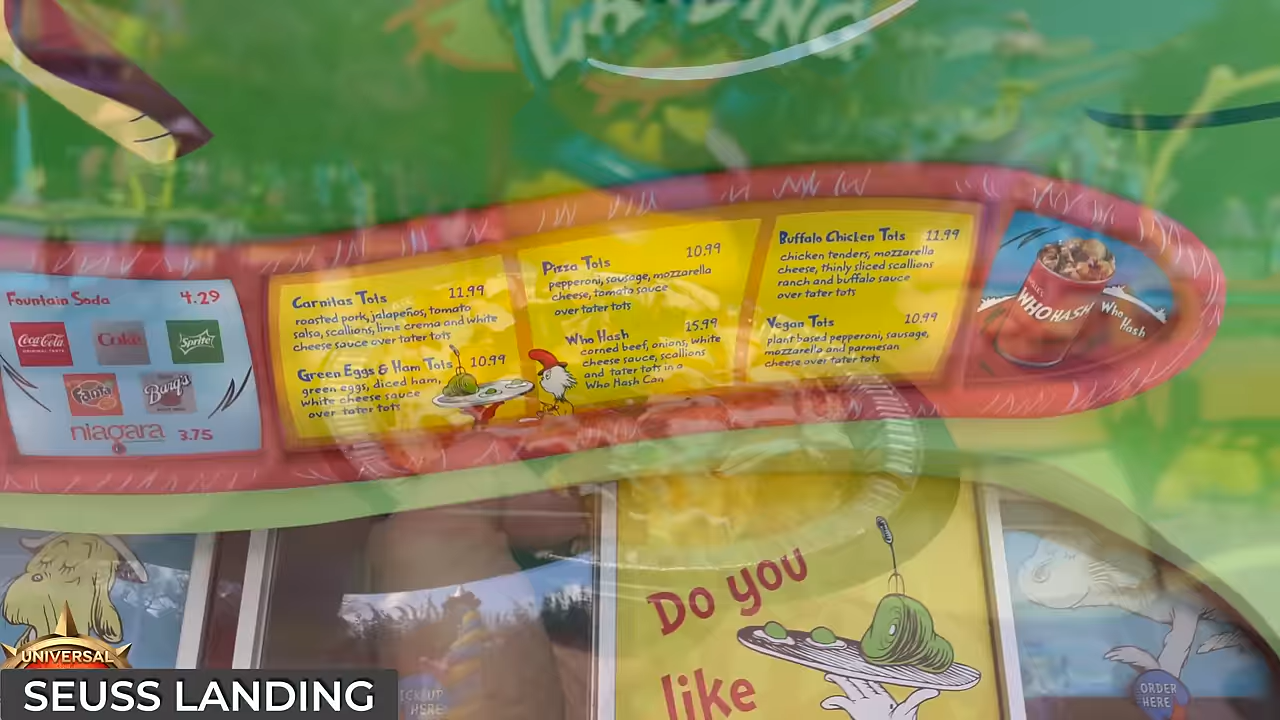 LANDING
Fountain Soda 4.29
Coca-Cola
ORIGINAL TASTE
Coke
Sprite
Fanta
Barq's
niagara 3.75
Carnitas Tots 11.99
roasted pork, jalapeños, tomato
salsa, scallions, lime crema and white
cheese sauce over tater tots
Green Eggs & Ham Tots 10.99
green eggs, diced ham,
white cheese sauce
over tater tots
Pizza Tots 10.99
pepperoni, sausage, mozzarella
cheese, tomato sauce
over tater tots
Who Hash 15.99
corned beef, onions, white
cheese sauce, scallions
over tater tots in a
Who Hash Can
Buffalo Chicken Tots 11.99
chicken tenders, mozzarella
cheese, thinly sliced scallions
ranch and buffalo sauce
over tater tots
Vegan Tots 10.99
plant based pepperoni, sausage,
mozzarella and parmesan
cheese over tater tots
WHO HASH
Who
Hash
Do you
like
PICKUP
HERE
ORDER
HERE
UNIVERSAL
SEUSS LANDING